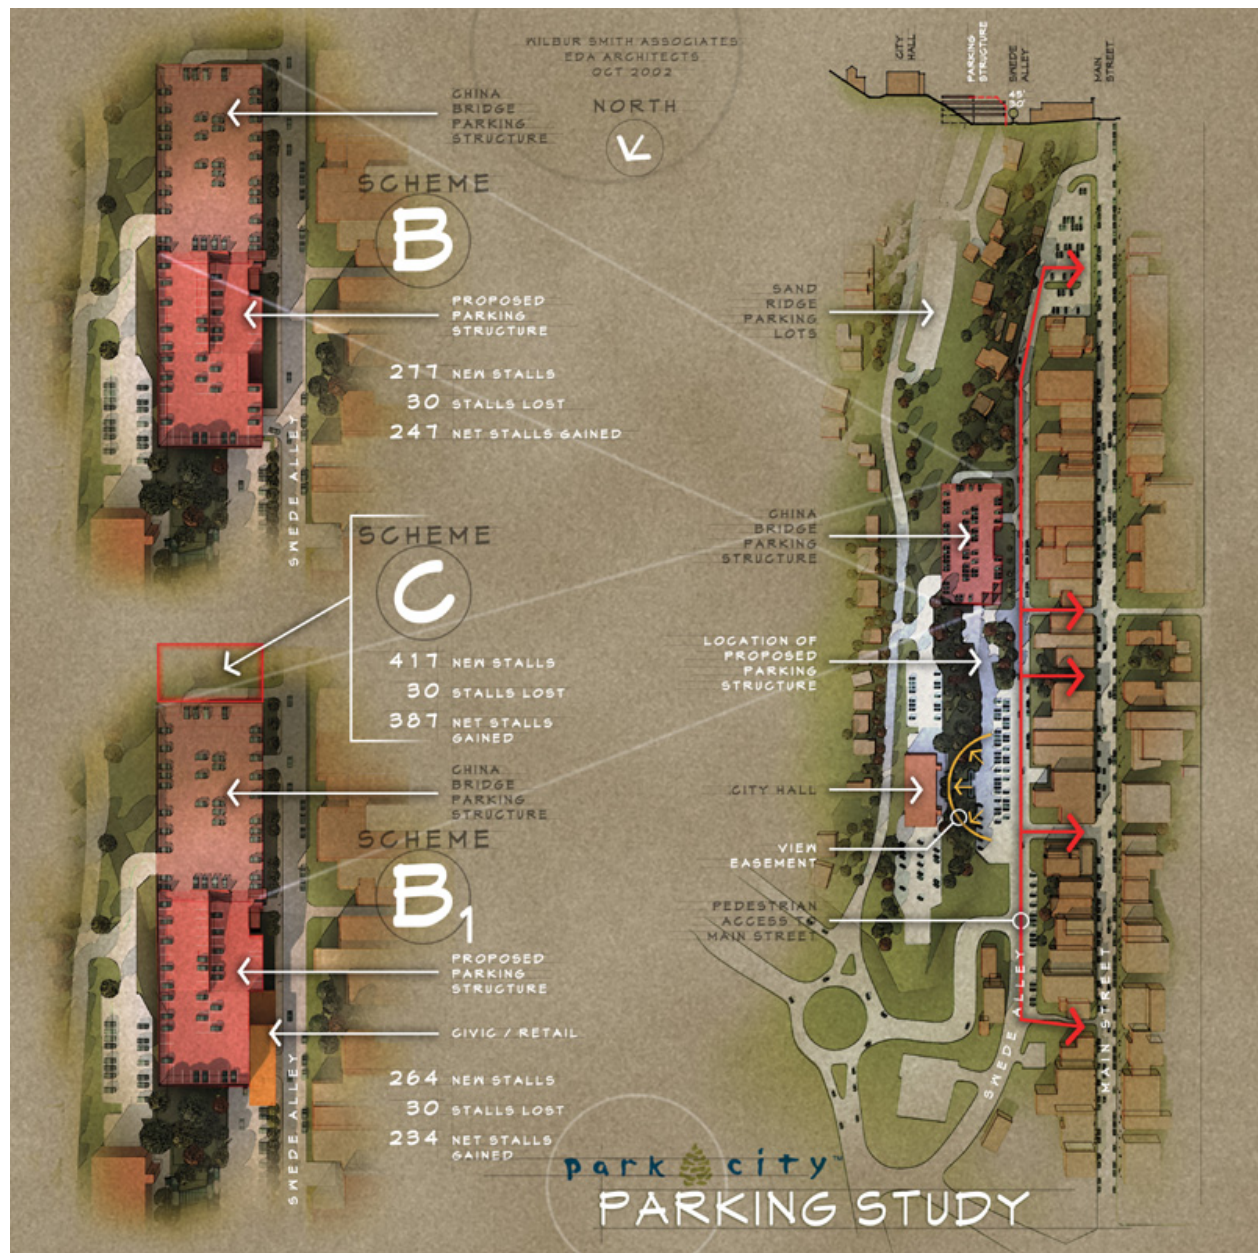 WILBUR SMITH ASSOCIATES
EDA ARCHITECTS
OCT 2002
NORTH
CHINA
BRIDGE
PARKING
STRUCTURE
SCHEME
B
PROPOSED
PARKING
STRUCTURE
277 NEW STALLS
30 STALLS LOST
247 NET STALLS GAINED
SWEDE ALLEY
SCHEME
C
417 NEW STALLS
30 STALLS LOST
387 NET STALLS
GAINED
CHINA
BRIDGE
PARKING
STRUCTURE
SCHEME
B1
PROPOSED
PARKING
STRUCTURE
CIVIC / RETAIL
264 NEW STALLS
30 STALLS LOST
234 NET STALLS
GAINED
SWEDE ALLEY
CITY
HALL
PARKING
STRUCTURE
SWEDE
ALLEY
MAIN
STREET
45'
30'
SAND
RIDGE
PARKING
LOTS
CHINA
BRIDGE
PARKING
STRUCTURE
LOCATION OF
PROPOSED
PARKING
STRUCTURE
CITY HALL
VIEW
EASEMENT
PEDESTRIAN
ACCESS TO
MAIN STREET
SWEDE ALLEY
MAIN STREET
park city™
PARKING STUDY